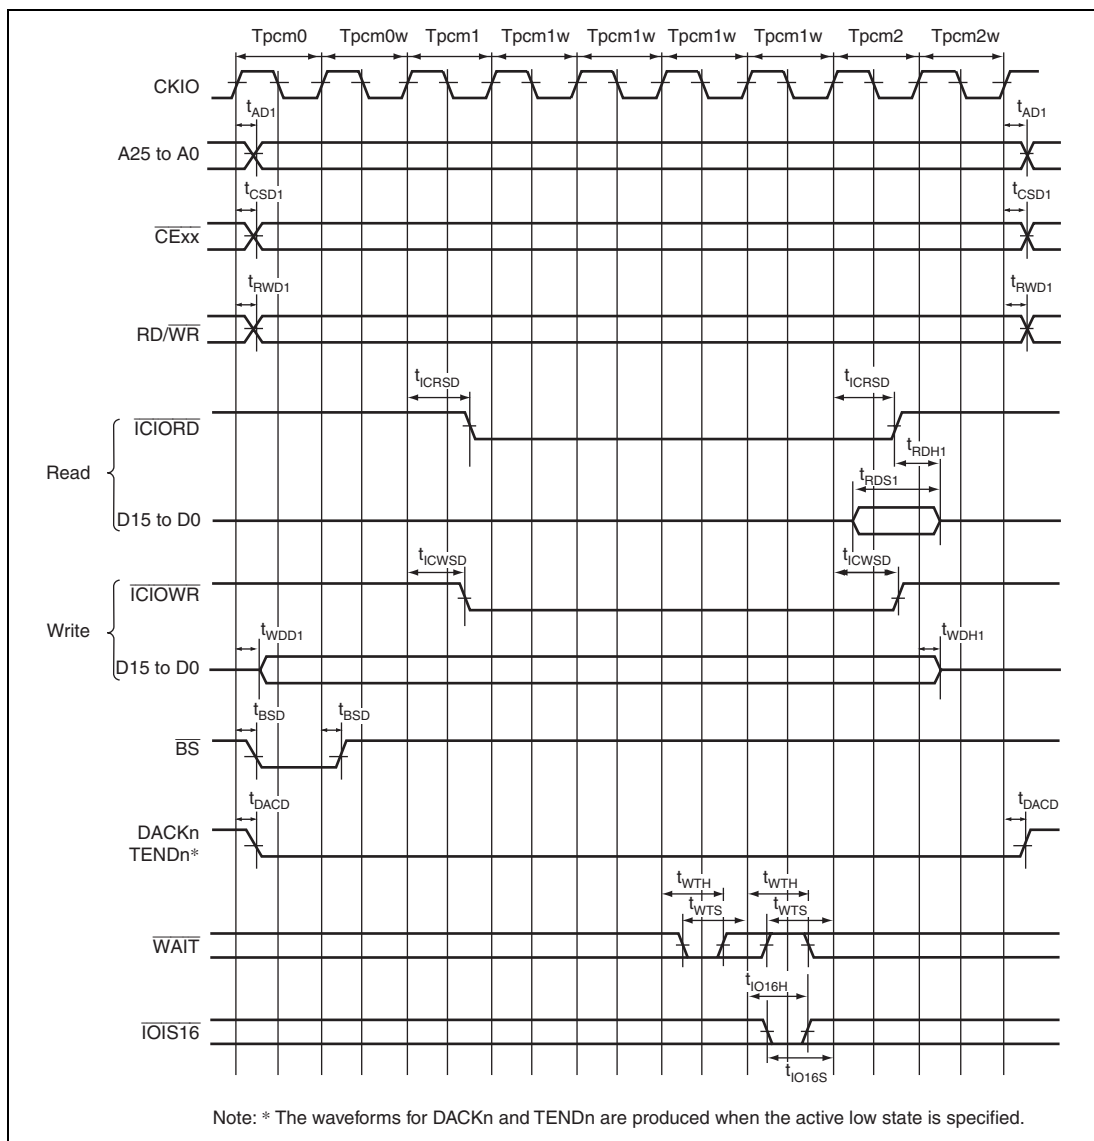 Tpcm0 Tpcm0w Tpcm1 Tpcm1w Tpcm1w Tpcm1w Tpcm1w Tpcm2 Tpcm2w
CKIO
tAD1 tAD1
A25 to A0
tCSD1 tCSD1
CExx
tRWD1 tRWD1
RD/WR
tICRSD tICRSD
ICIORD
tRDH1
Read
tRDS1
D15 to D0
tICWSD tICWSD
ICIOWR
Write
tWDD1 tWDH1
D15 to D0
tBSD tBSD
BS
tDACD tDACD
DACKn
TENDn*
tWTH tWTH
tWTS tWTS
WAIT
tIO16H
IOIS16
tIO16S
Note: * The waveforms for DACKn and TENDn are produced when the active low state is specified.